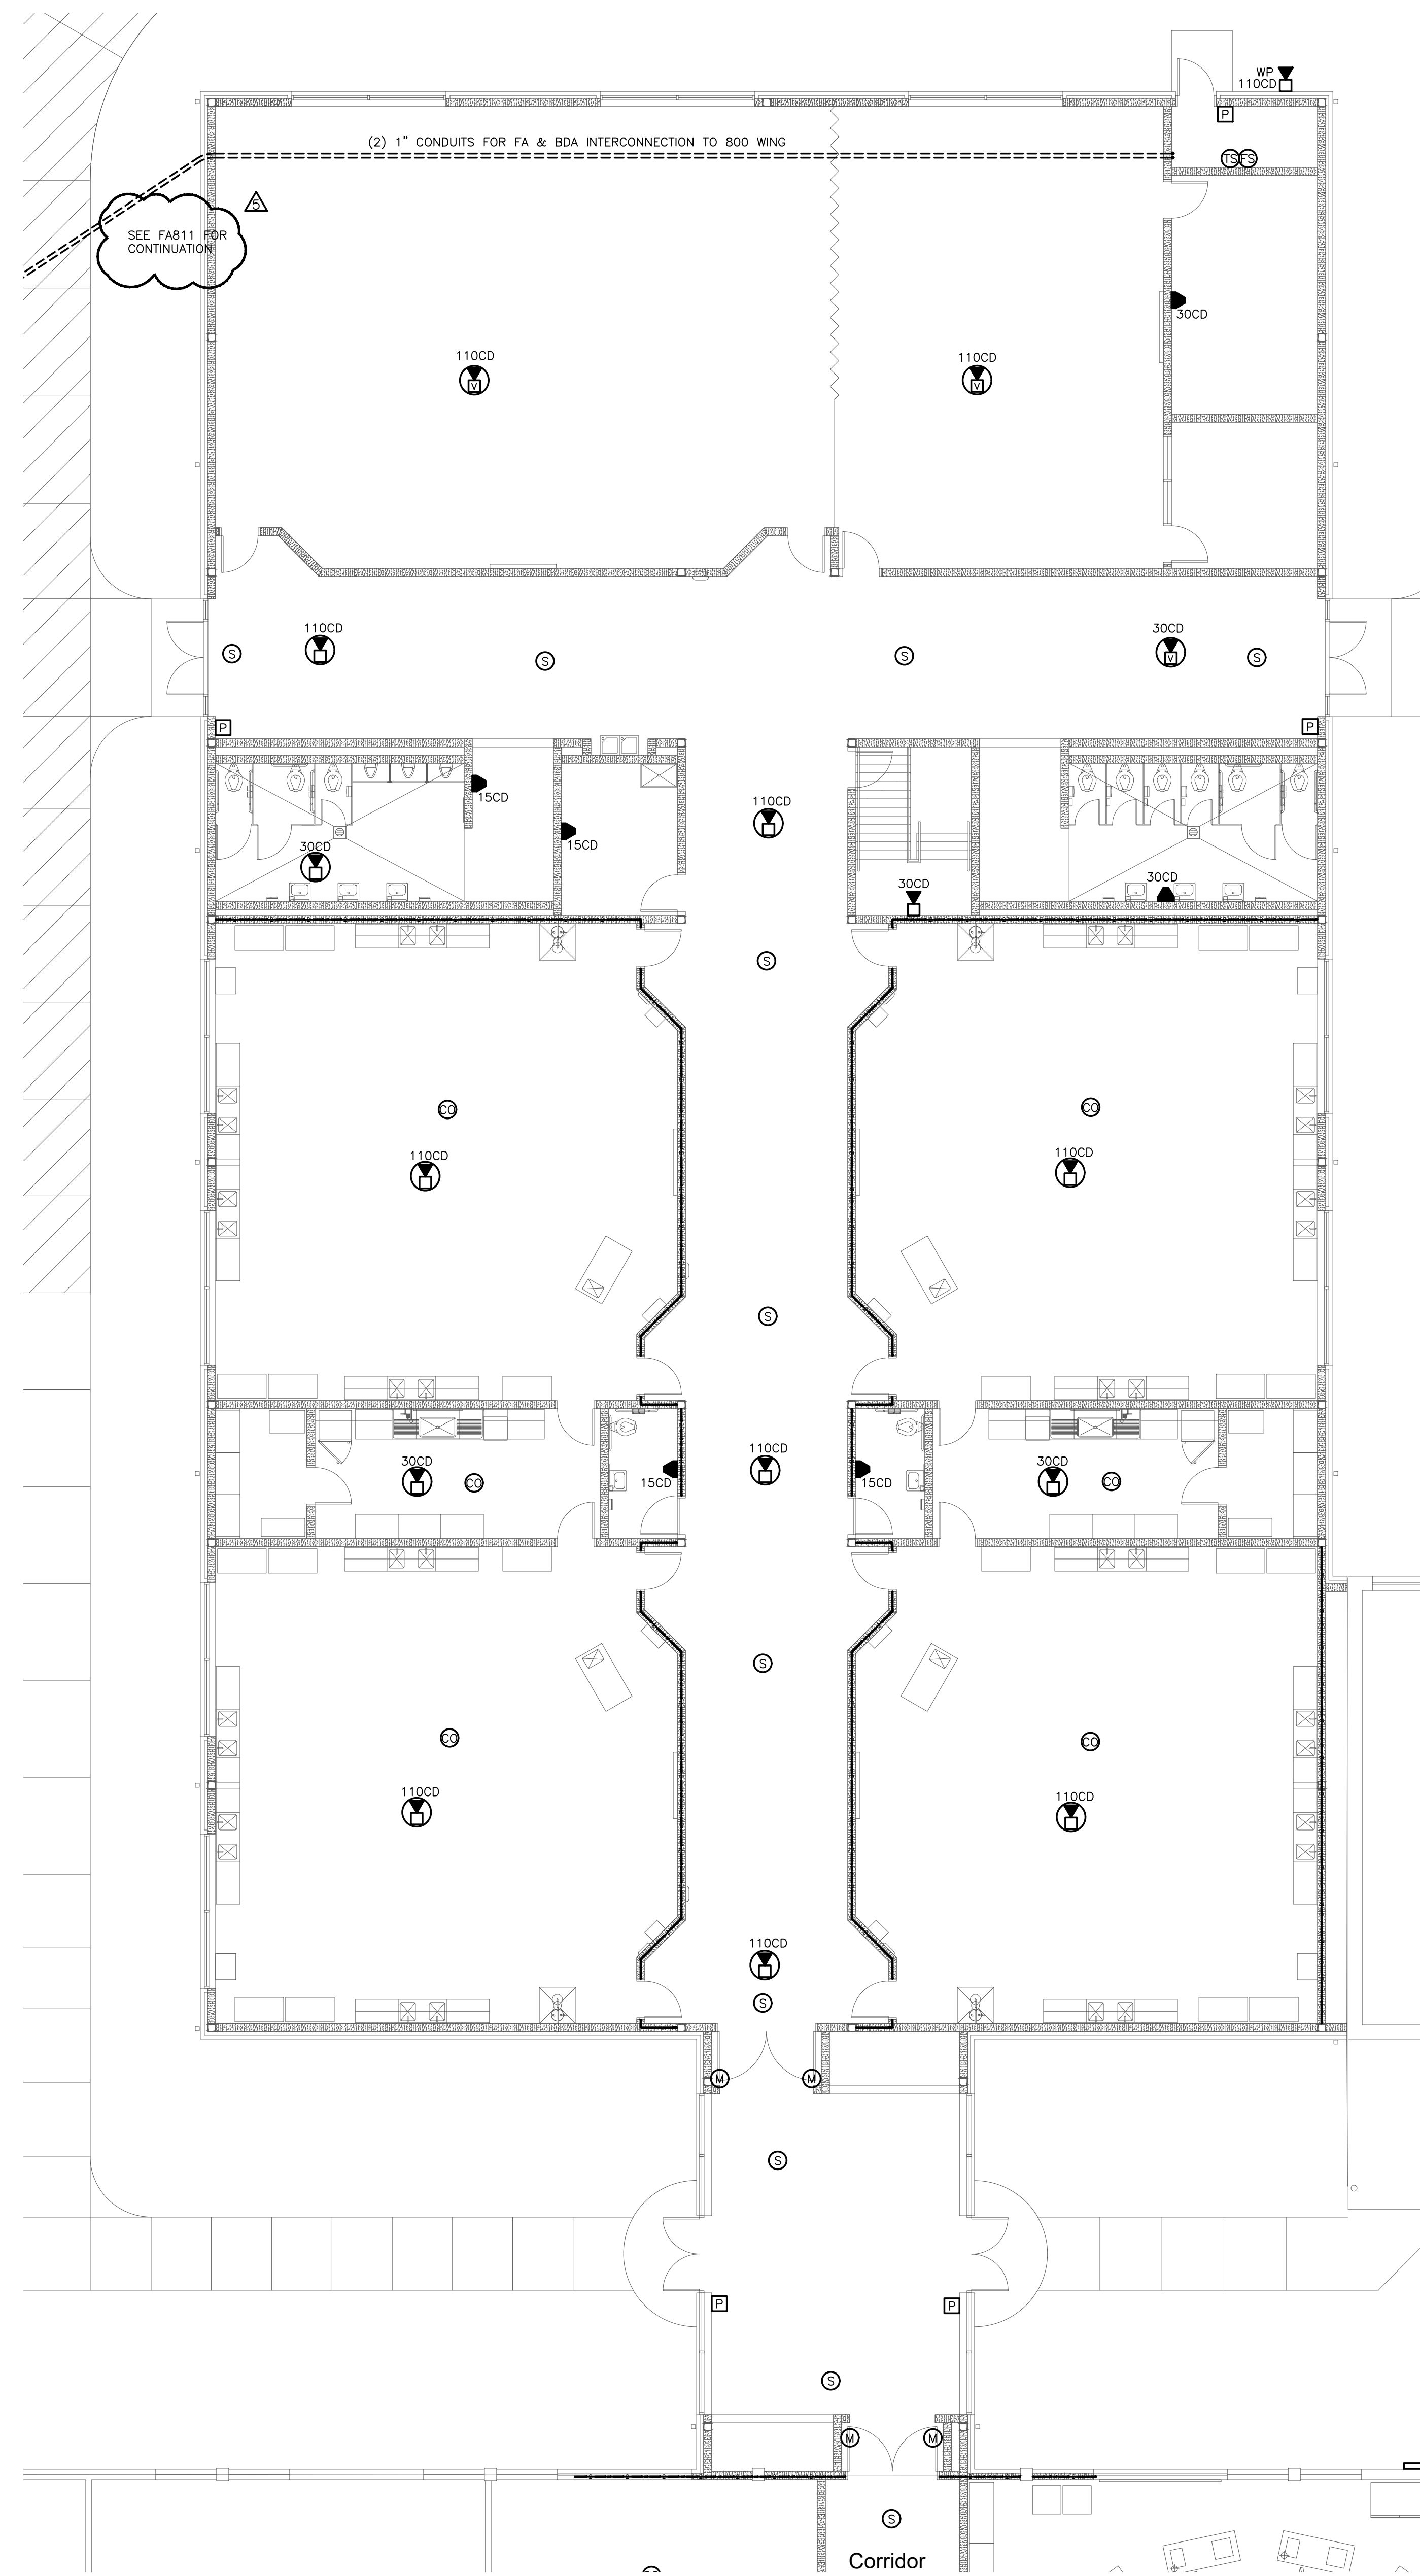 WP
110CD
P
(2) 1" CONDUITS FOR FA & BDA INTERCONNECTION TO 800 WING
TS FS
5
SEE FA811 FOR
CONTINUATION
30CD
110CD
V
110CD
V
110CD
30CD
S
S
S
V
S
P
P
15CD
110CD
15CD
30CD
30CD
30CD
S
CO
CO
110CD
110CD
S
110CD
30CD
30CD
15CD
15CD
CO
CO
S
CO
CO
110CD
110CD
110CD
S
M
M
S
P
P
S
M
M
S
Corridor